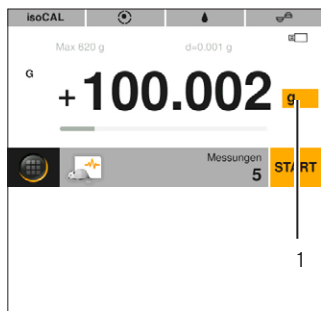 isoCAL
Max 620 g d=0.001 g
G
+100.002 g
Messungen
5
START
1